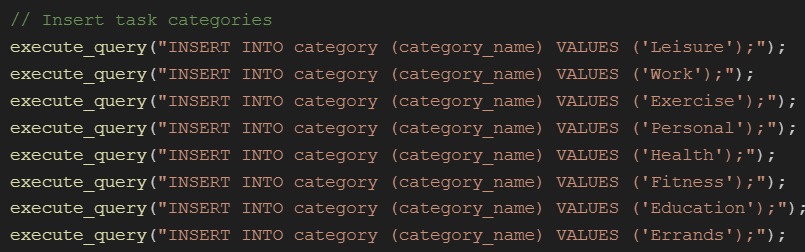 // Insert task categories
execute_query("INSERT INTO category (category_name) VALUES ('Leisure');");
execute_query("INSERT INTO category (category_name) VALUES ('Work');");
execute_query("INSERT INTO category (category_name) VALUES ('Exercise');");
execute_query("INSERT INTO category (category_name) VALUES ('Personal');");
execute_query("INSERT INTO category (category_name) VALUES ('Health');");
execute_query("INSERT INTO category (category_name) VALUES ('Fitness');");
execute_query("INSERT INTO category (category_name) VALUES ('Education');");
execute_query("INSERT INTO category (category_name) VALUES ('Errands');");